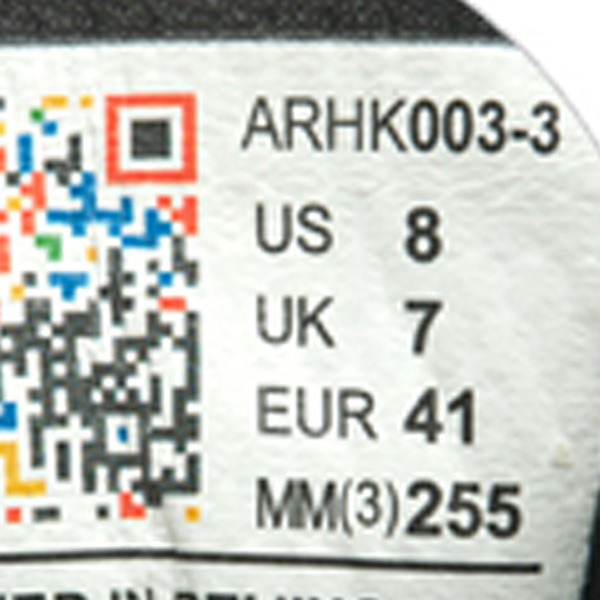 ARHK003-3
US 8
UK 7
EUR 41
MM(3)255